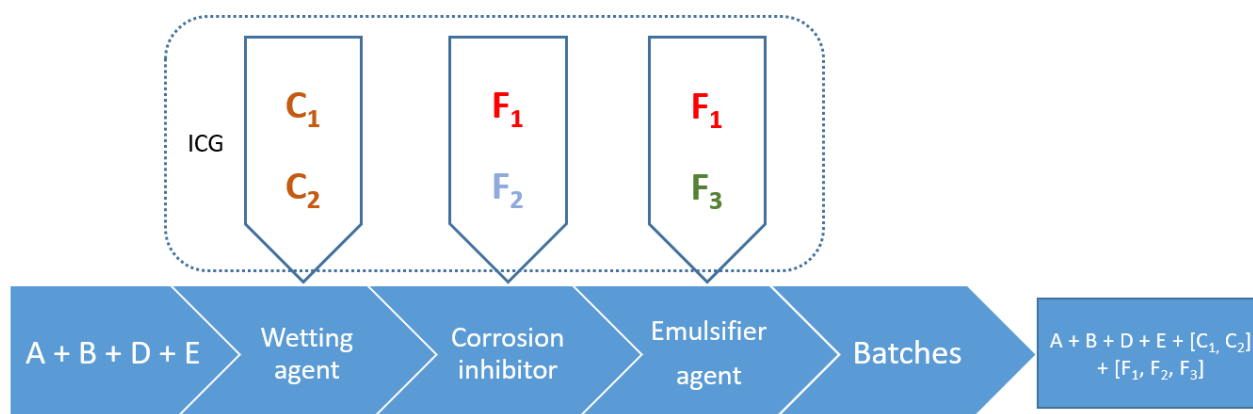 C₁
F₁
F₁
ICG
C₂
F₂
F₃
A + B + D + E
Wetting
agent
Corrosion
inhibitor
Emulsifier
agent
Batches
A + B + D + E + [C₁, C₂]
+ [F₁, F₂, F₃]